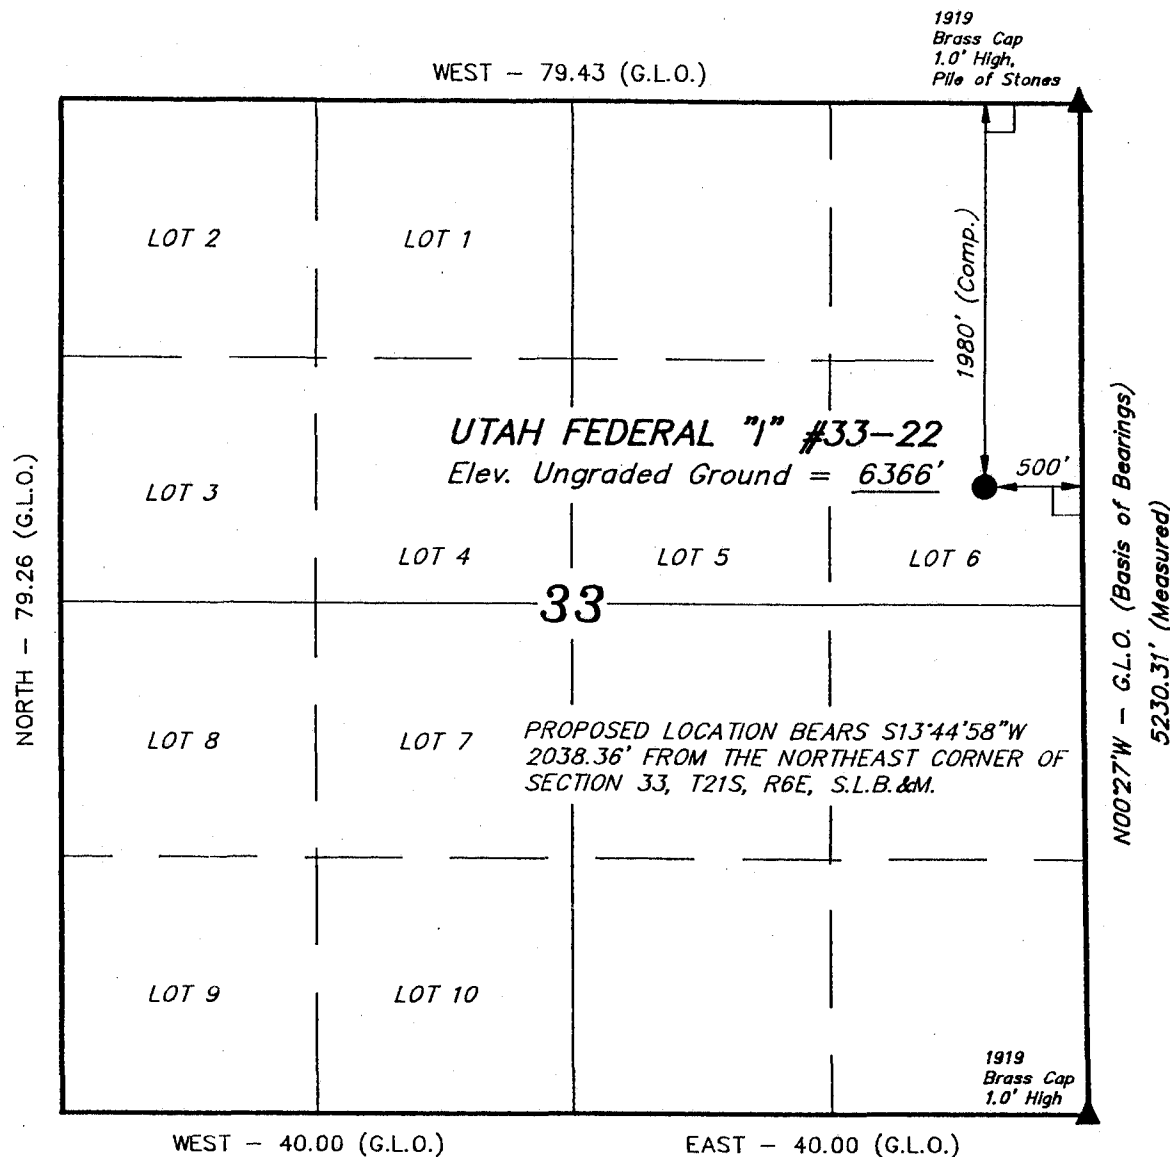 1919
Brass Cap
1.0' High,
Pile of Stones
WEST – 79.43 (G.L.O.)
LOT 2
LOT 1
1980' (Comp.)
UTAH FEDERAL "I" #33–22
Elev. Ungraded Ground = 6366'
500'
LOT 3
LOT 4
LOT 5
LOT 6
33
NORTH – 79.26 (G.L.O.)
N00°27'W – G.L.O. (Basis of Bearings)
5230.31' (Measured)
LOT 8
LOT 7
PROPOSED LOCATION BEARS S13°44'58"W
2038.36' FROM THE NORTHEAST CORNER OF
SECTION 33, T21S, R6E, S.L.B.&M.
LOT 9
LOT 10
1919
Brass Cap
1.0' High
WEST – 40.00 (G.L.O.)
EAST – 40.00 (G.L.O.)